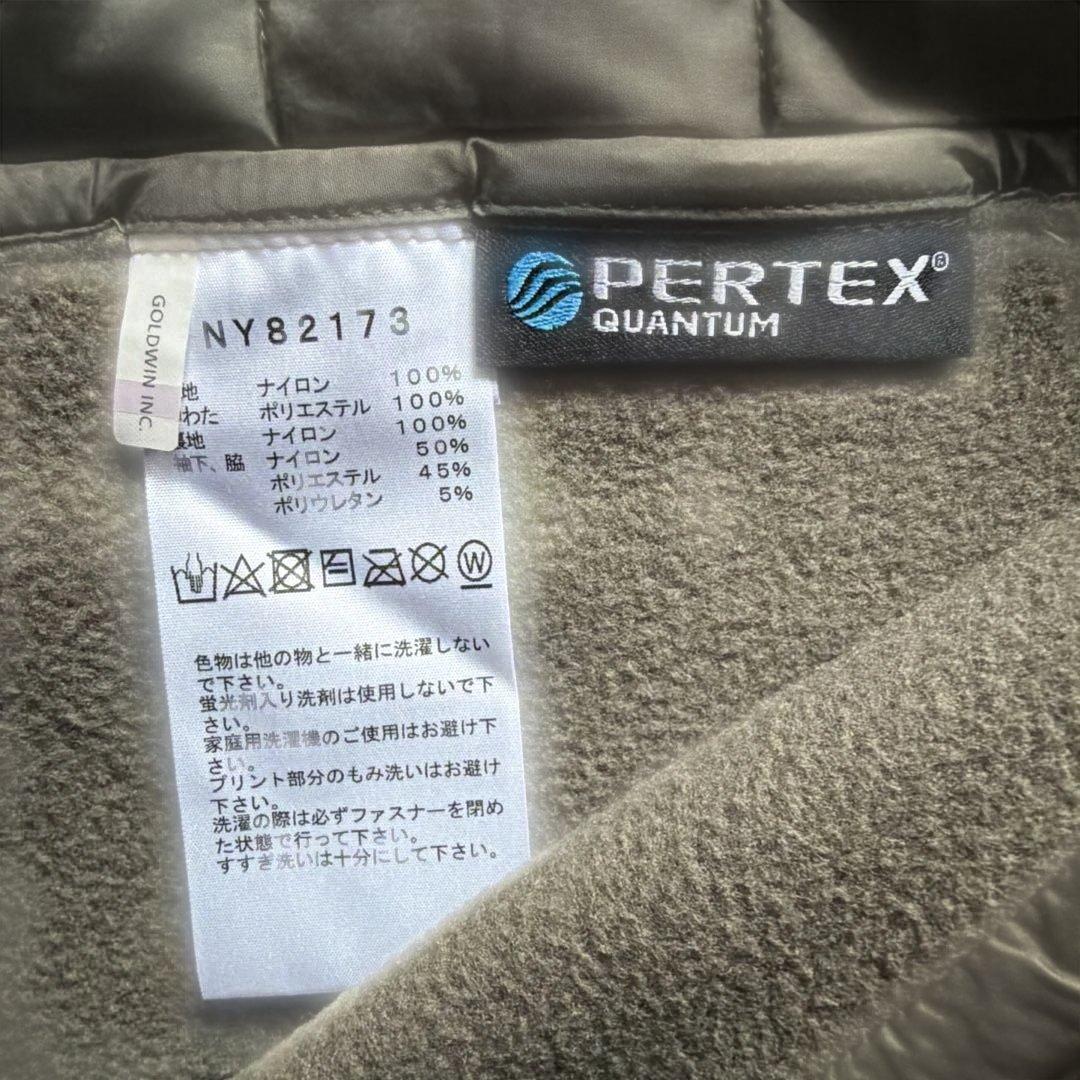 GOLDWIN INC.
NY82173
地 ナイロン 100%
わた ポリエステル 100%
裏地 ナイロン 100%
袖下、脇 ナイロン 50%
ポリエステル 45%
ポリウレタン 5%
W
色物は他の物と一緒に洗濯しない
で下さい。
蛍光剤入り洗剤は使用しないで下
さい。
家庭用洗濯機のご使用はお避け下
さい。
プリント部分のもみ洗いはお避け
下さい。
洗濯の際は必ずファスナーを閉め
た状態で行って下さい。
すすぎ洗いは十分にして下さい。
PERTEX®
QUANTUM